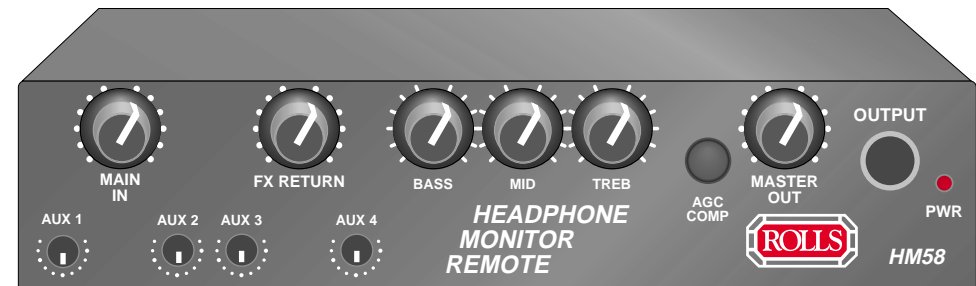 OUTPUT
MAIN
IN
FX RETURN
BASS
MID
TREB
AGC
COMP
MASTER
OUT
PWR
AUX 1
AUX 2
AUX 3
AUX 4
HEADPHONE
MONITOR
REMOTE
ROLLS
HM58